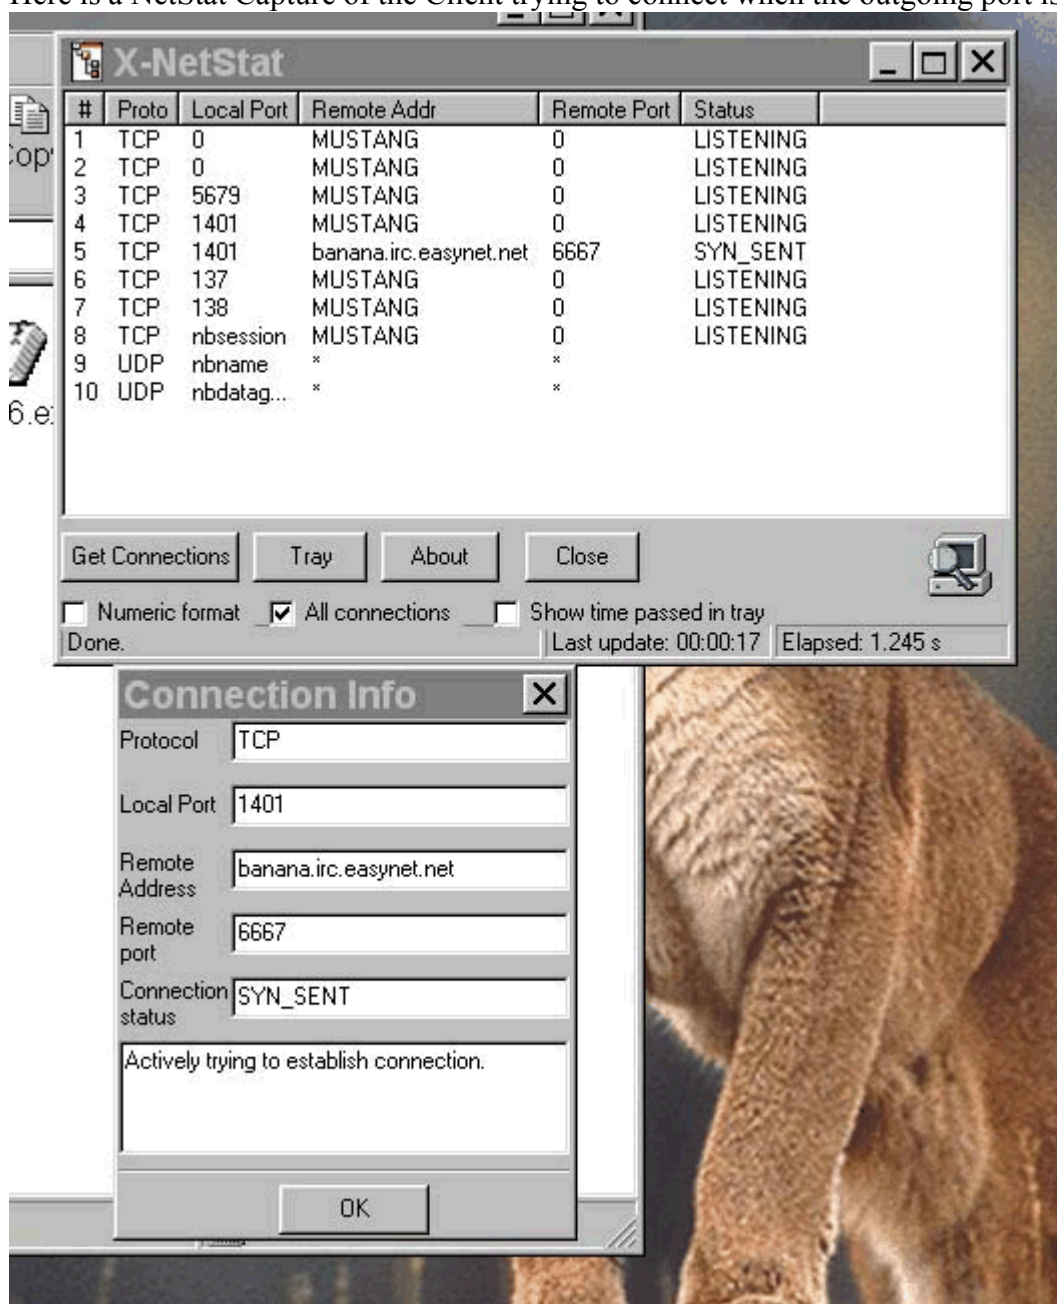 Here is a NetStat Capture of the Client trying to connect when the outgoing port is
X-NetStat
# Proto Local Port Remote Addr Remote Port Status
1 TCP 0 MUSTANG 0 LISTENING
2 TCP 0 MUSTANG 0 LISTENING
3 TCP 5679 MUSTANG 0 LISTENING
4 TCP 1401 MUSTANG 0 LISTENING
5 TCP 1401 banana.irc.easynet.net 6667 SYN_SENT
6 TCP 137 MUSTANG 0 LISTENING
7 TCP 138 MUSTANG 0 LISTENING
8 TCP nbsession MUSTANG 0 LISTENING
9 UDP nbname * *
10 UDP nbdatag... * *
6.e
Get Connections Tray About Close
Numeric format All connections Show time passed in tray
Done. Last update: 00:00:17 Elapsed: 1.245 s
Connection Info
Protocol TCP
Local Port 1401
Remote Address banana.irc.easynet.net
Remote port 6667
Connection status SYN_SENT
Actively trying to establish connection.
OK